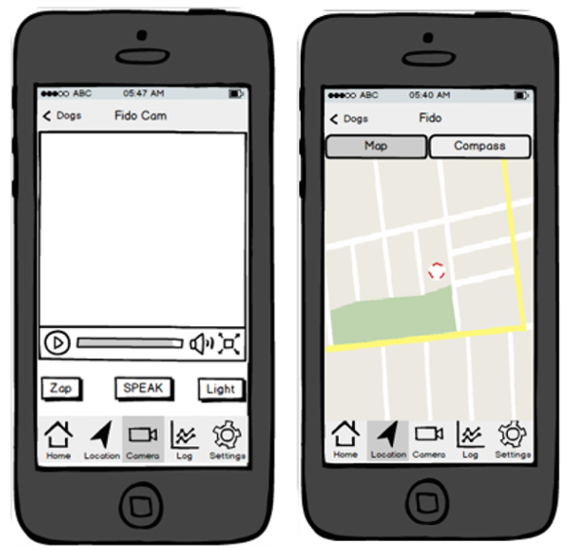 ABC 05:47 AM
Dogs Fido Cam
Zap SPEAK Light
Home Location Camera Log Settings
ABC 05:40 AM
Dogs Fido
Map Compass
Home Location Camera Log Settings